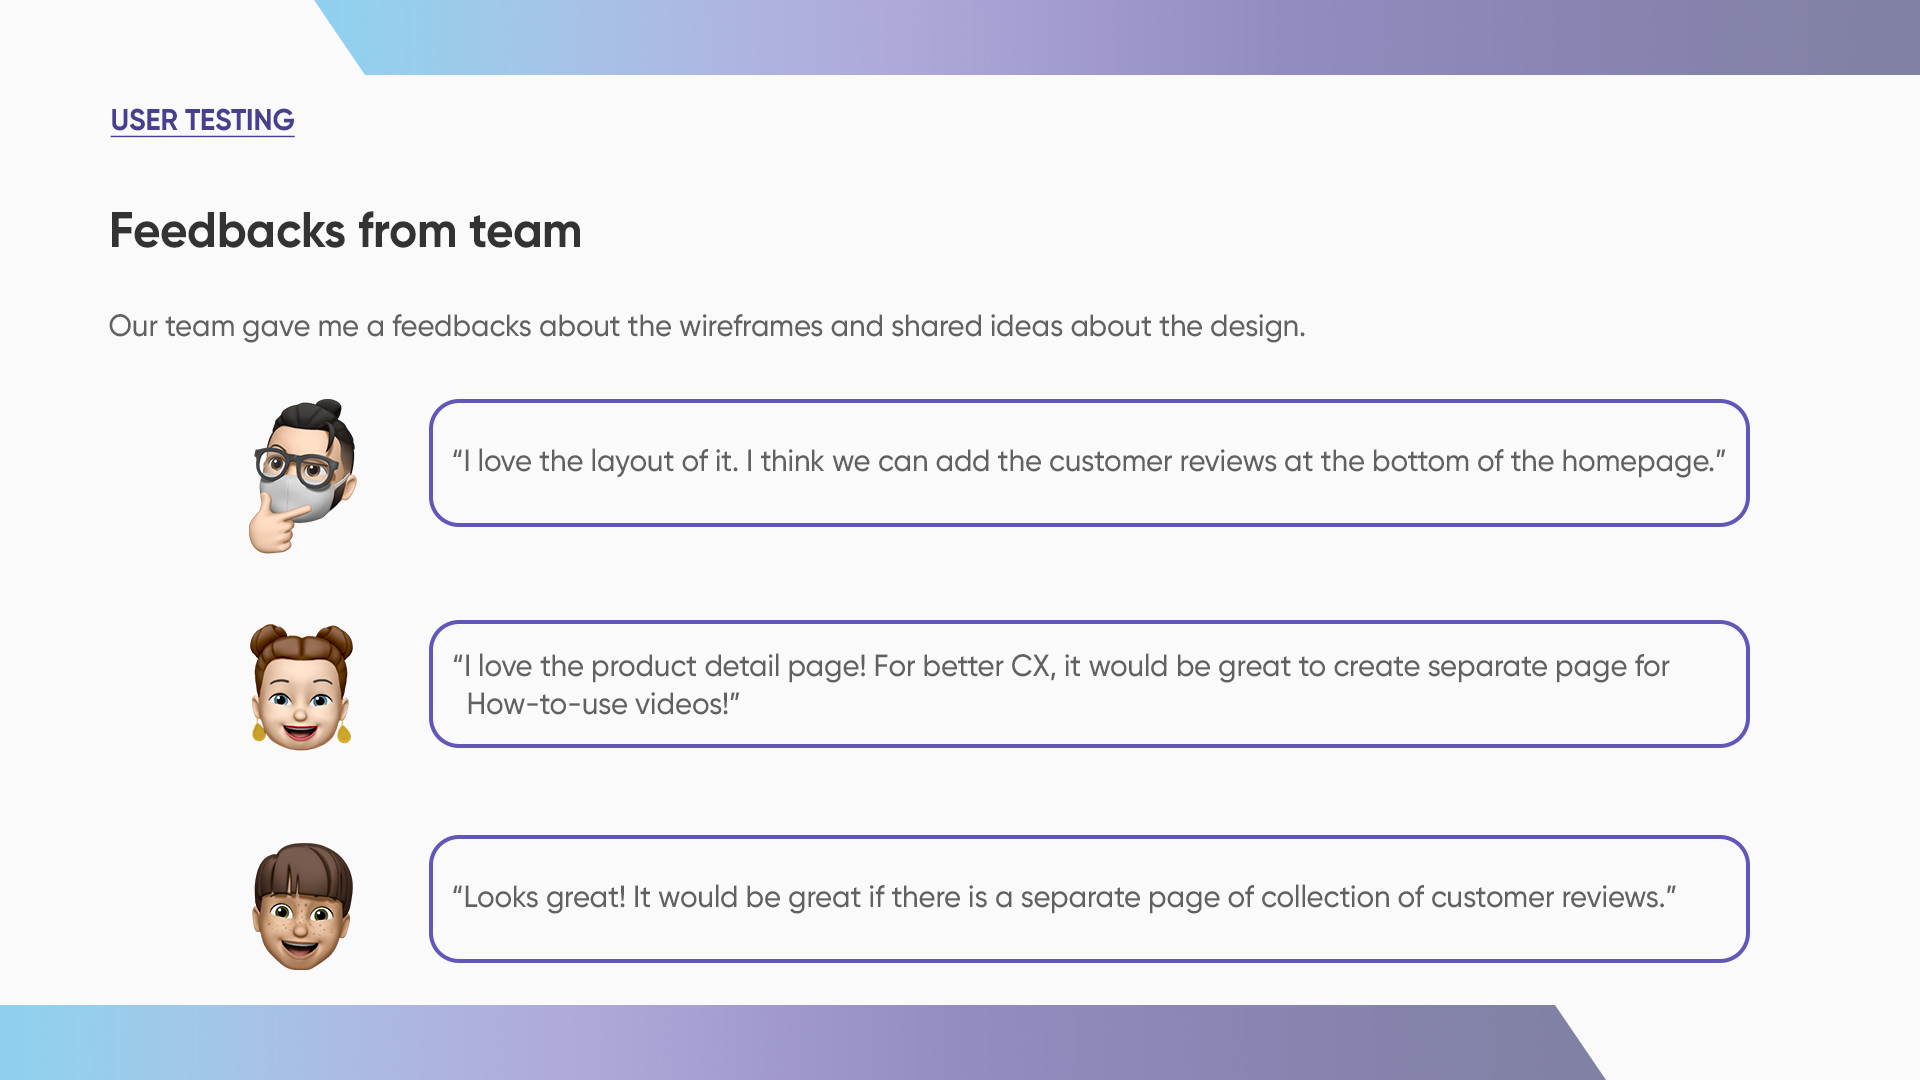 USER TESTING
Feedbacks from team
Our team gave me a feedbacks about the wireframes and shared ideas about the design.
“I love the layout of it. I think we can add the customer reviews at the bottom of the homepage.”
“I love the product detail page! For better CX, it would be great to create separate page for
How-to-use videos!”
“Looks great! It would be great if there is a separate page of collection of customer reviews.”